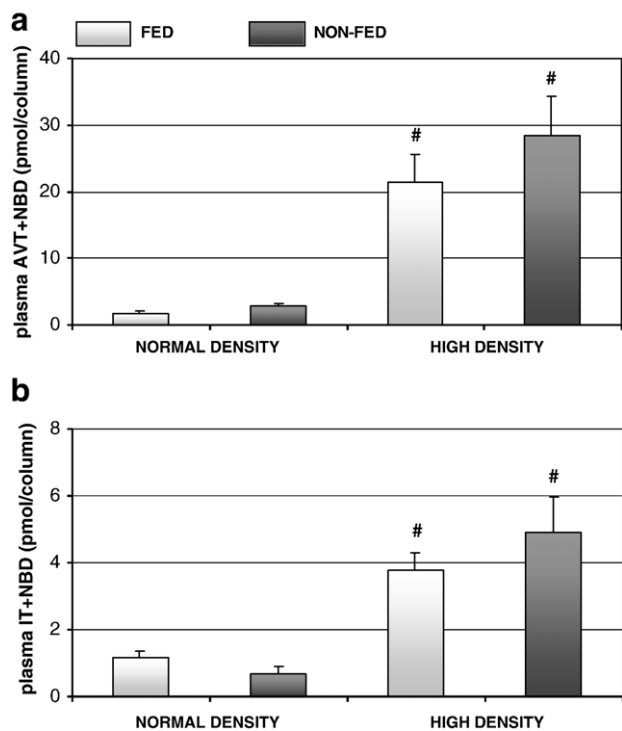 a
FED
NON-FED
plasma AVT+NBD (pmol/column)
40
30
20
10
0
#
#
NORMAL DENSITY
HIGH DENSITY
b
plasma IT+NBD (pmol/column)
8
6
4
2
0
#
#
NORMAL DENSITY
HIGH DENSITY